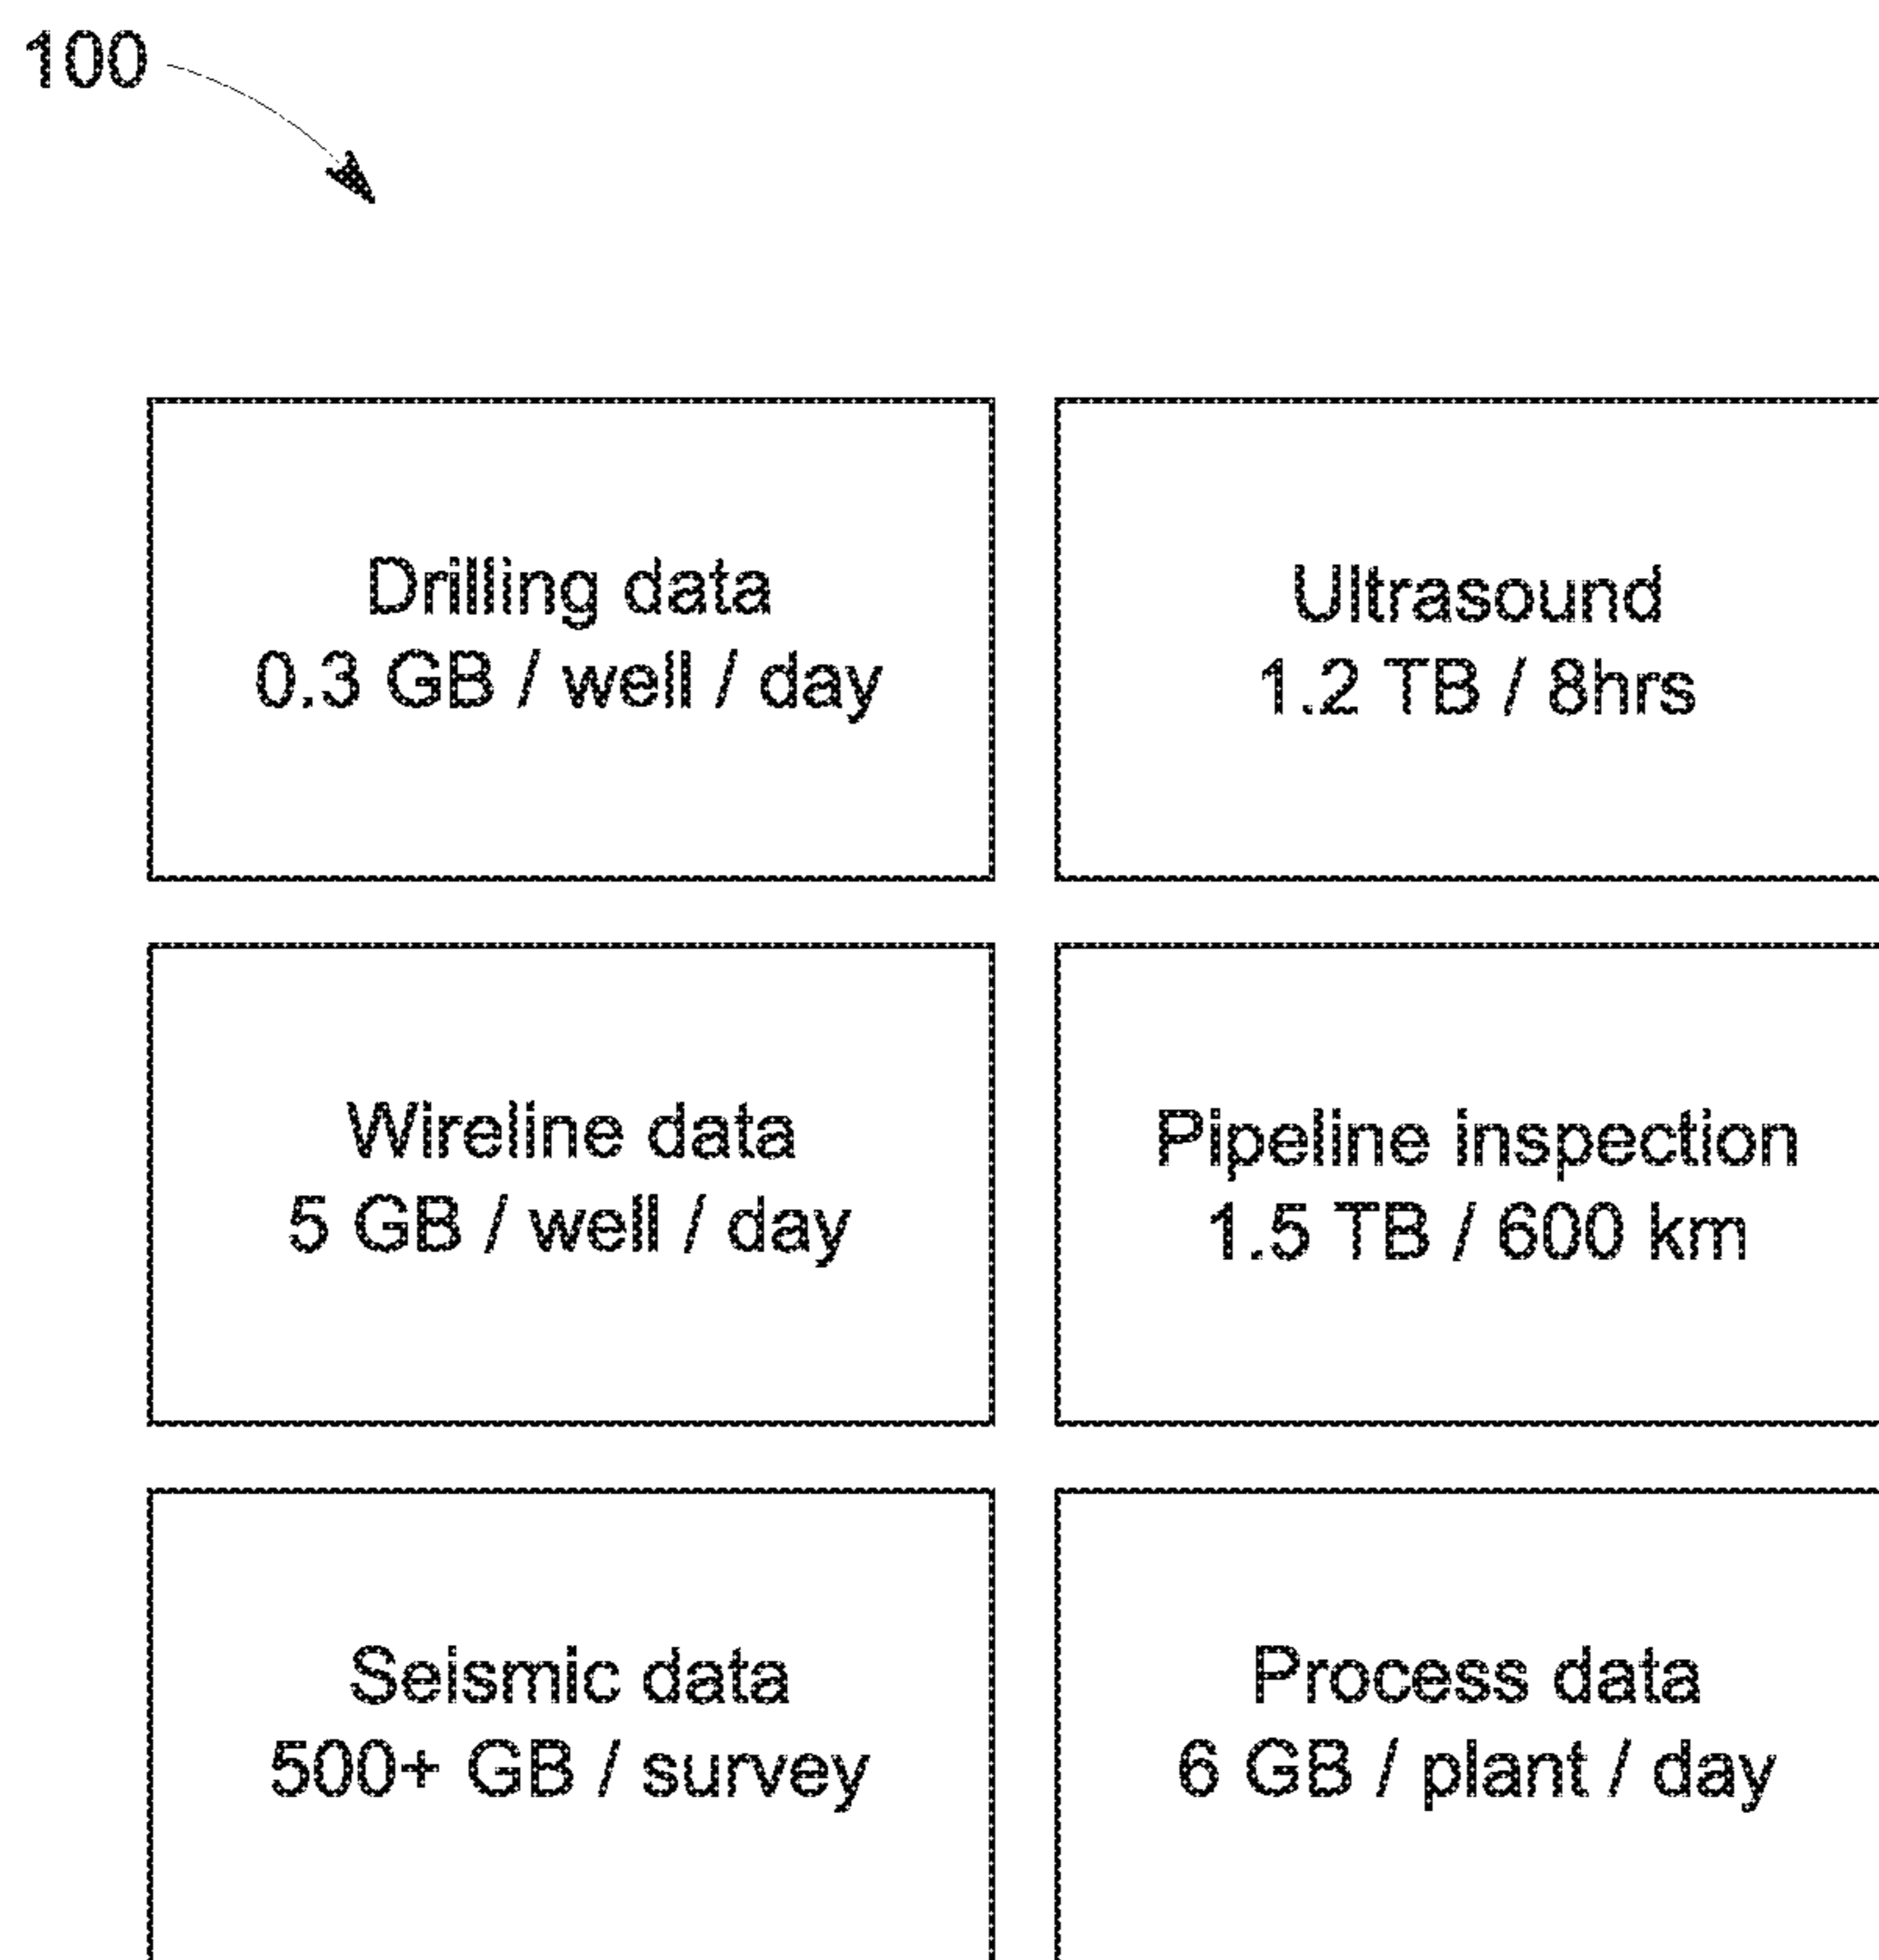 100
Drilling data
0.3 GB / well / day
Ultrasound
1.2 TB / 8hrs
Wireline data
5 GB / well / day
Pipeline inspection
1.5 TB / 600 km
Seismic data
500+ GB / survey
Process data
6 GB / plant / day